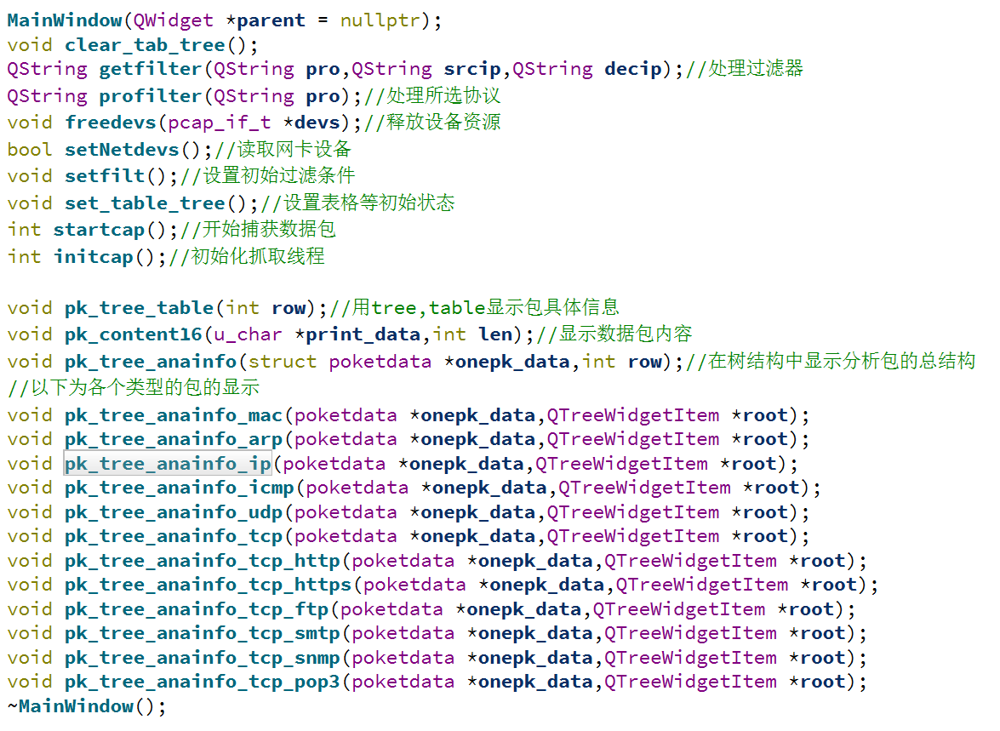 MainWindow(QWidget *parent = nullptr);
void clear_tab_tree();
QString getfilter(QString pro,QString srcip,QString decip);//处理过滤器
QString profilter(QString pro);//处理所选协议
void freedevs(pcap_if_t *devs);//释放设备资源
bool setNetdevs();//读取网卡设备
void setfilt();//设置初始过滤条件
void set_table_tree();//设置表格等初始状态
int startcap();//开始捕获数据包
int initcap();//初始化抓取线程
void pk_tree_table(int row);//用tree,table显示包具体信息
void pk_content16(u_char *print_data,int len);//显示数据包内容
void pk_tree_anainfo(struct poketdata *onepk_data,int row);//在树结构中显示分析包的总结构
//以下为各个类型的包的显示
void pk_tree_anainfo_mac(poketdata *onepk_data,QTreeWidgetItem *root);
void pk_tree_anainfo_arp(poketdata *onepk_data,QTreeWidgetItem *root);
void pk_tree_anainfo_ip(poketdata *onepk_data,QTreeWidgetItem *root);
void pk_tree_anainfo_icmp(poketdata *onepk_data,QTreeWidgetItem *root);
void pk_tree_anainfo_udp(poketdata *onepk_data,QTreeWidgetItem *root);
void pk_tree_anainfo_tcp(poketdata *onepk_data,QTreeWidgetItem *root);
void pk_tree_anainfo_tcp_http(poketdata *onepk_data,QTreeWidgetItem *root);
void pk_tree_anainfo_tcp_https(poketdata *onepk_data,QTreeWidgetItem *root);
void pk_tree_anainfo_tcp_ftp(poketdata *onepk_data,QTreeWidgetItem *root);
void pk_tree_anainfo_tcp_smtp(poketdata *onepk_data,QTreeWidgetItem *root);
void pk_tree_anainfo_tcp_snmp(poketdata *onepk_data,QTreeWidgetItem *root);
void pk_tree_anainfo_tcp_pop3(poketdata *onepk_data,QTreeWidgetItem *root);
~MainWindow();